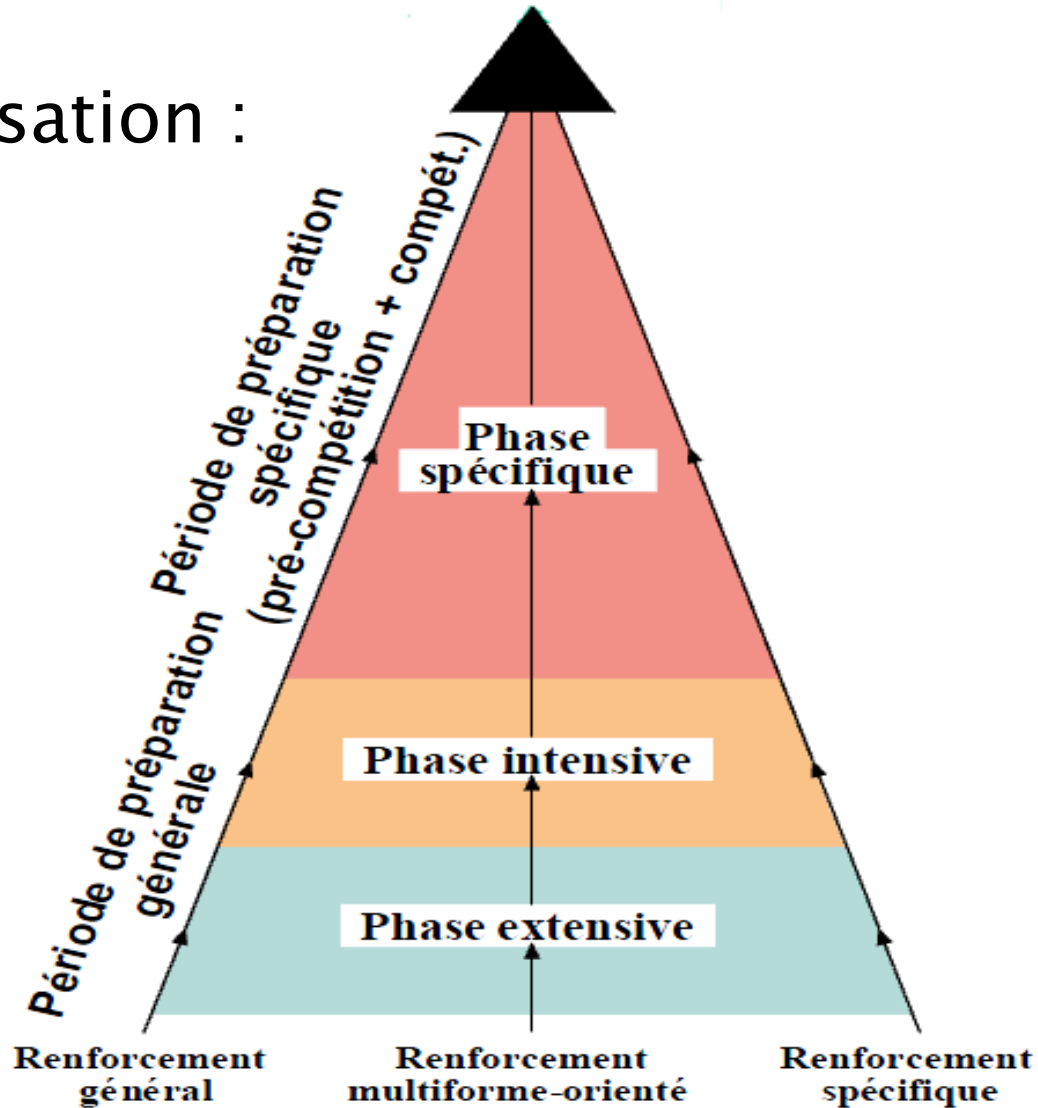 sation :
Période de préparation
spécifique
(pré-compétition + compét.)
Période de préparation
générale
Phase
spécifique
Phase intensive
Phase extensive
Renforcement
général
Renforcement
multiforme-orienté
Renforcement
spécifique